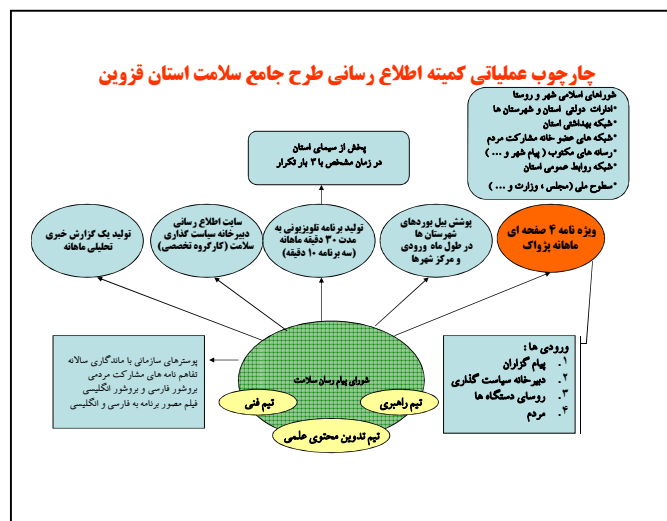 چارچوب عملیاتی کمیته اطلاع رسانی طرح جامع سلامت استان قزوین
شوراهای اسلامی شهر و روستا
*ادارات دولتی استان و شهرستان ها
*شبکه بهداشتی استان
*شبکه های عضو خانه مشارکت مردم
*رسانه های مکتوب ( پیام شهر و ... )
*شبکه روابط عمومی استان
*سطوح ملی (مجلس ، وزارت و ...)
پخش از سیمای استان
در زمان مشخص با ۳ بار تکرار
ویژه نامه ۴ صفحه ای
ماهانه پژواک
پوشش بیل بوردهای
شهرستان ها
در طول ماه ورودی
و مرکز شهرها
تولید برنامه تلویزیونی به
مدت ۳۰ دقیقه ماهانه
(سه برنامه ۱۰ دقیقه)
سایت اطلاع رسانی
دبیرخانه سیاست گذاری
سلامت (کارگروه تخصصی)
تولید یک گزارش خبری
تحلیلی ماهانه
ورودی ها :
۱. پیام گزاران
۲. دبیرخانه سیاست گذاری
۳. روسای دستگاه ها
۴. مردم
شورای پیام رسان سلامت
تیم راهبری
تیم فنی
تیم تدوین محتوی علمی
پوسترهای سازمانی با ماندگاری سالانه
تفاهم نامه های مشارکت مردمی
بروشور فارسی و بروشور انگلیسی
فیلم مصور برنامه به فارسی و انگلیسی